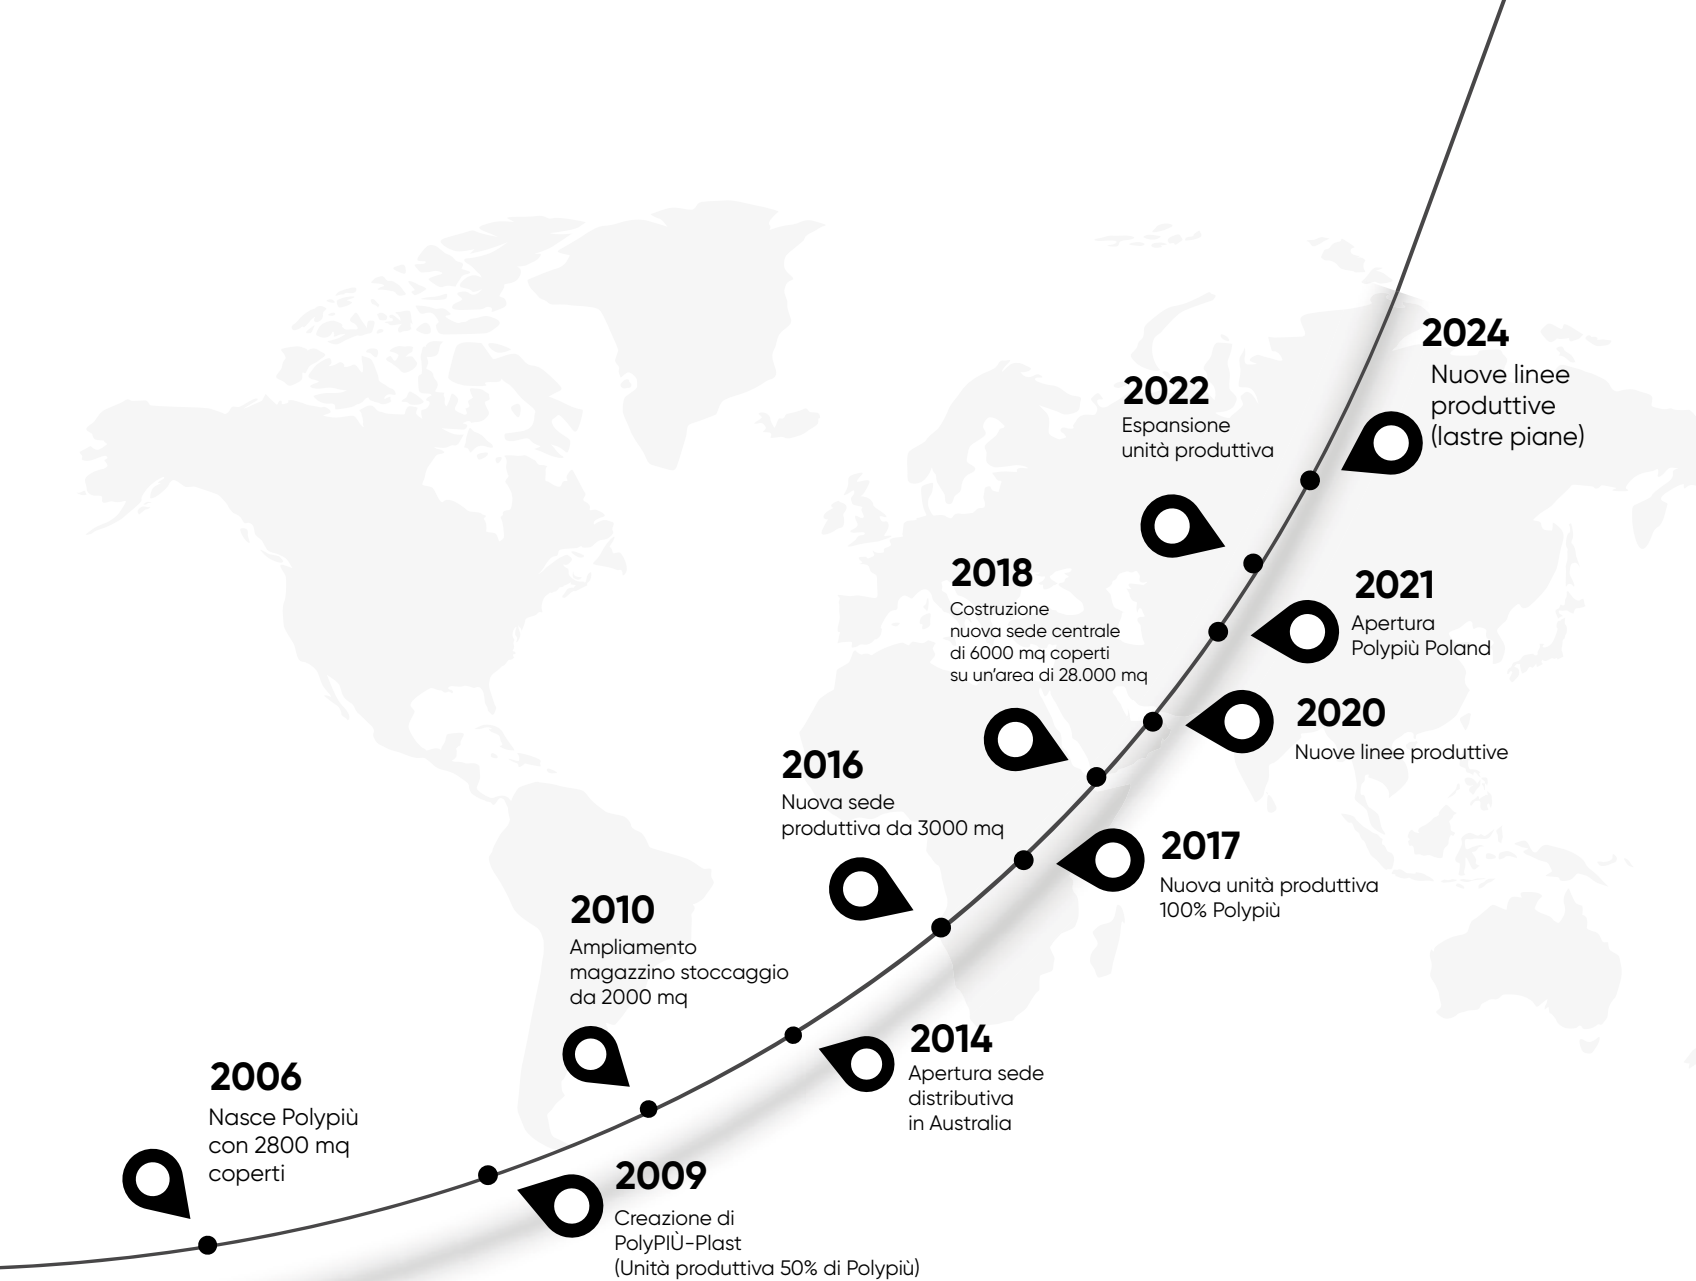 2024
Nuove linee
produttive
(lastre piane)
2022
Espansione
unità produttiva
2021
Apertura
Polypiù Poland
2018
Costruzione
nuova sede centrale
di 6000 mq coperti
su un'area di 28.000 mq
2020
Nuove linee produttive
2016
Nuova sede
produttiva da 3000 mq
2017
Nuova unità produttiva
100% Polypiù
2010
Ampliamento
magazzino stoccaggio
da 2000 mq
2014
Apertura sede
distributiva
in Australia
2006
Nasce Polypiù
con 2800 mq
coperti
2009
Creazione di
PolyPIÙ-Plast
(Unità produttiva 50% di Polypiù)